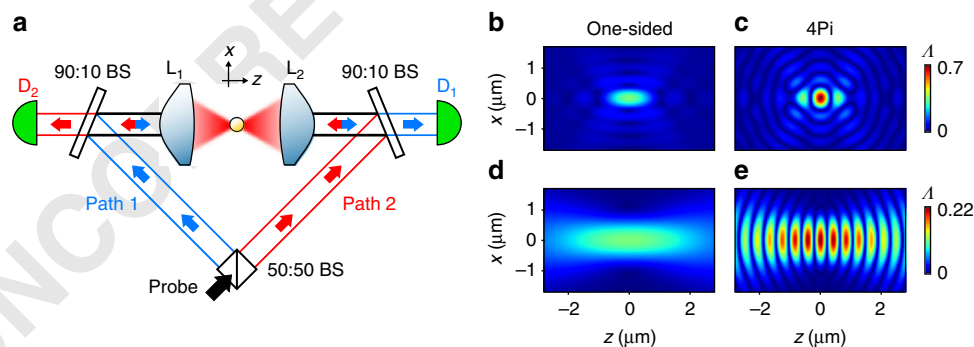 a
x
z
90:10 BS
L1
L2
90:10 BS
D2
D1
Path 1
Path 2
50:50 BS
Probe
b
One-sided
c
4Pi
x (μm)
1
0
−1
Λ
0.7
0
d
e
x (μm)
1
0
−1
−2
0
2
z (μm)
−2
0
2
z (μm)
Λ
0.22
0